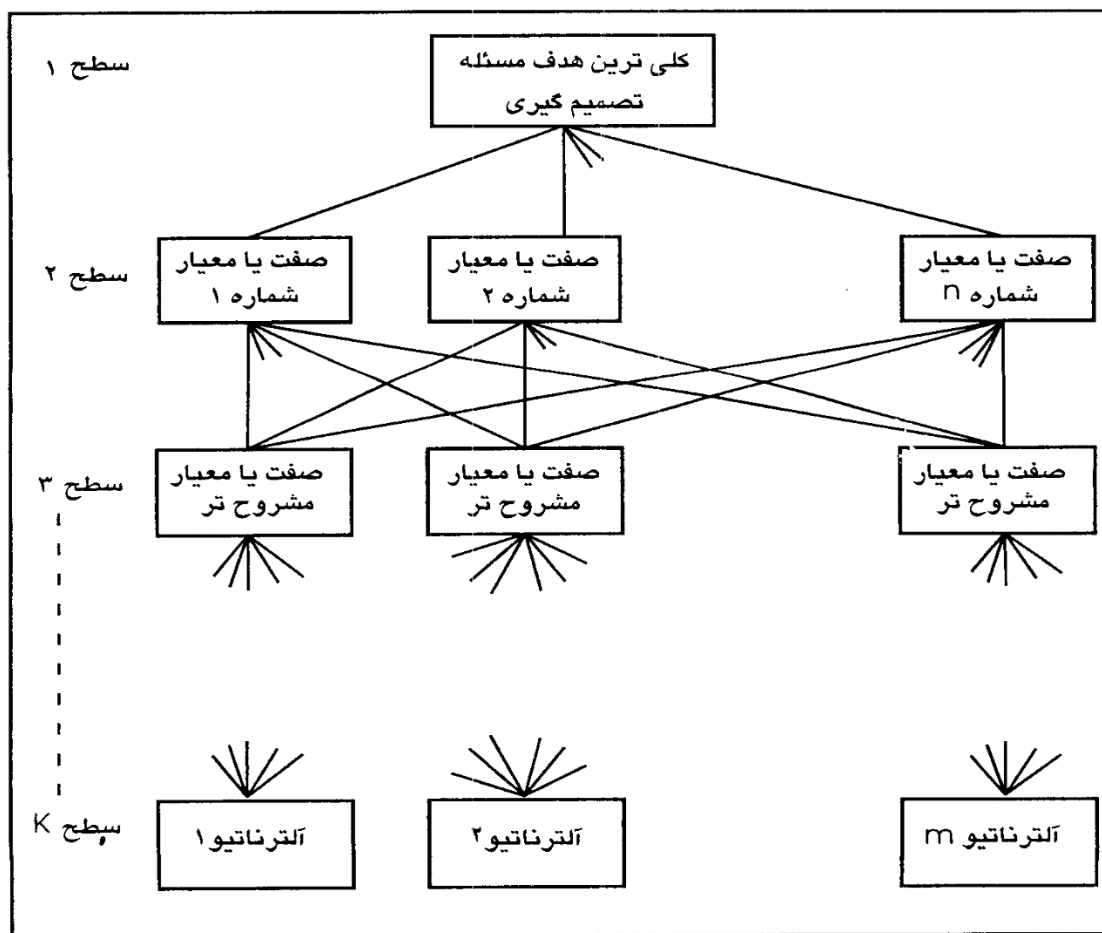 سطح ۱
کلی ترین هدف مسئله
تصمیم گیری
سطح ۲
صفت یا معیار
شماره ۱
صفت یا معیار
شماره ۲
صفت یا معیار
شماره n
سطح ۳
صفت یا معیار
مشروح تر
صفت یا معیار
مشروح تر
صفت یا معیار
مشروح تر
سطح K
آلترناتیو ۱
آلترناتیو ۲
آلترناتیو m